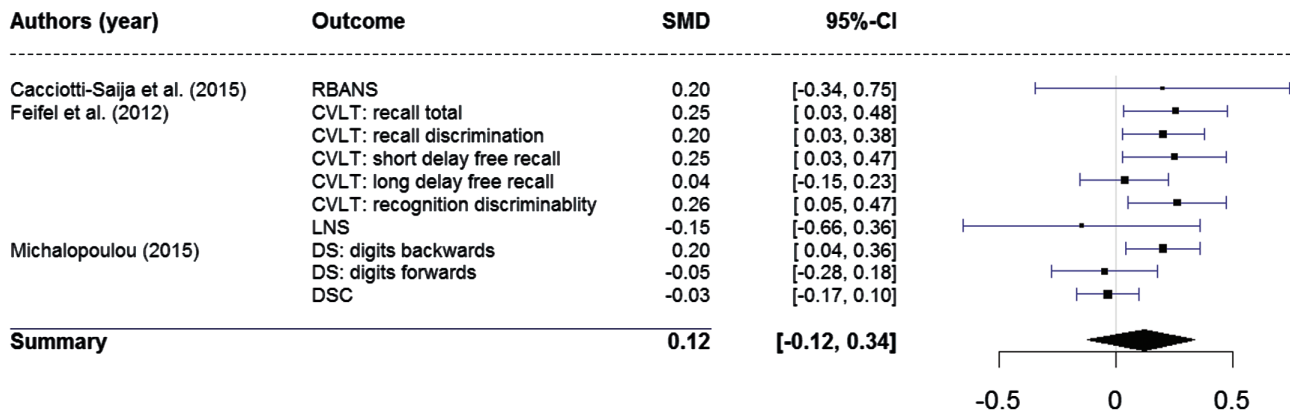 Authors (year) Outcome SMD 95%-CI
Cacciotti-Saija et al. (2015) RBANS 0.20 [-0.34, 0.75]
Feifel et al. (2012) CVLT: recall total 0.25 [ 0.03, 0.48]
CVLT: recall discrimination 0.20 [ 0.03, 0.38]
CVLT: short delay free recall 0.25 [ 0.03, 0.47]
CVLT: long delay free recall 0.04 [-0.15, 0.23]
CVLT: recognition discriminablity 0.26 [ 0.05, 0.47]
LNS -0.15 [-0.66, 0.36]
Michalopoulou (2015) DS: digits backwards 0.20 [ 0.04, 0.36]
DS: digits forwards -0.05 [-0.28, 0.18]
DSC -0.03 [-0.17, 0.10]
Summary 0.12 [-0.12, 0.34]
-0.5 0 0.5